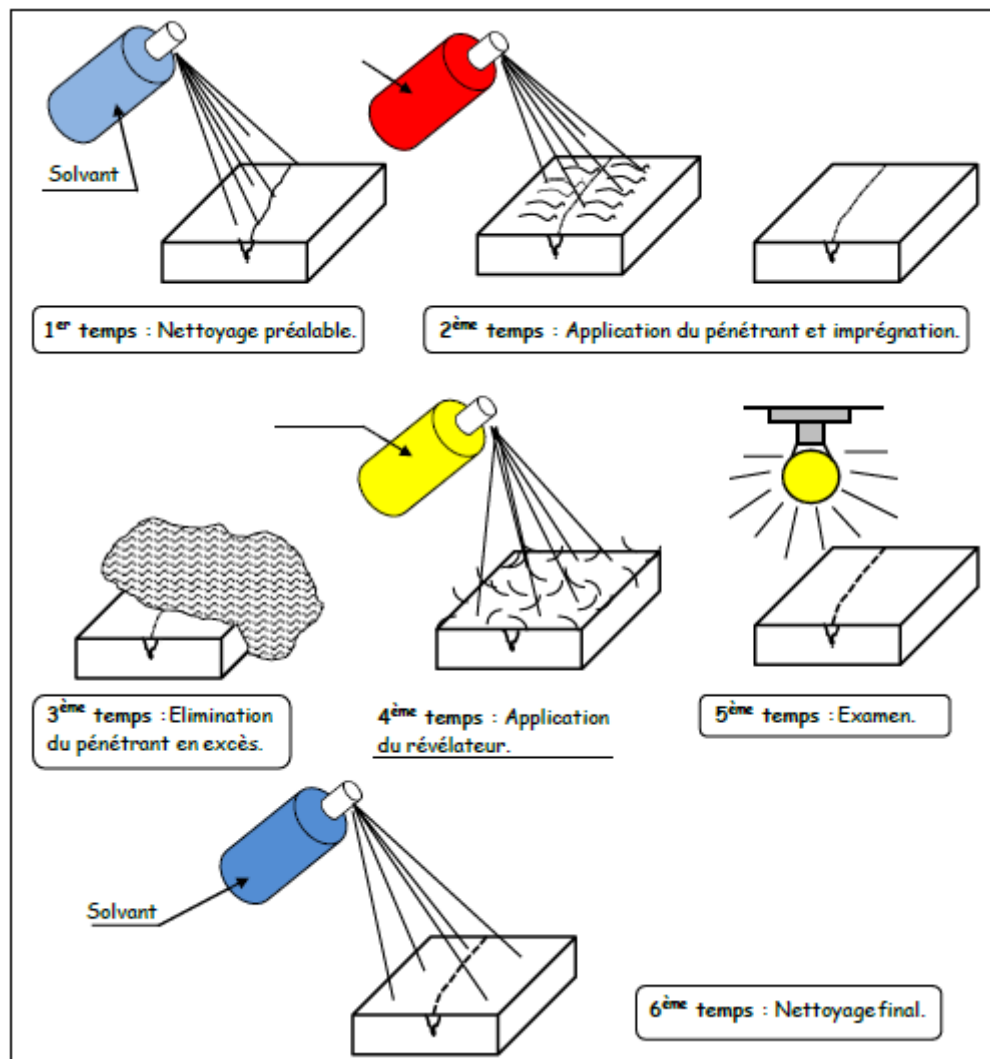 Solvant
1er temps : Nettoyage préalable.
2ème temps : Application du pénétrant et imprégnation.
3ème temps : Elimination
du pénétrant en excès.
4ème temps : Application
du révélateur.
5ème temps : Examen.
Solvant
6ème temps : Nettoyage final.